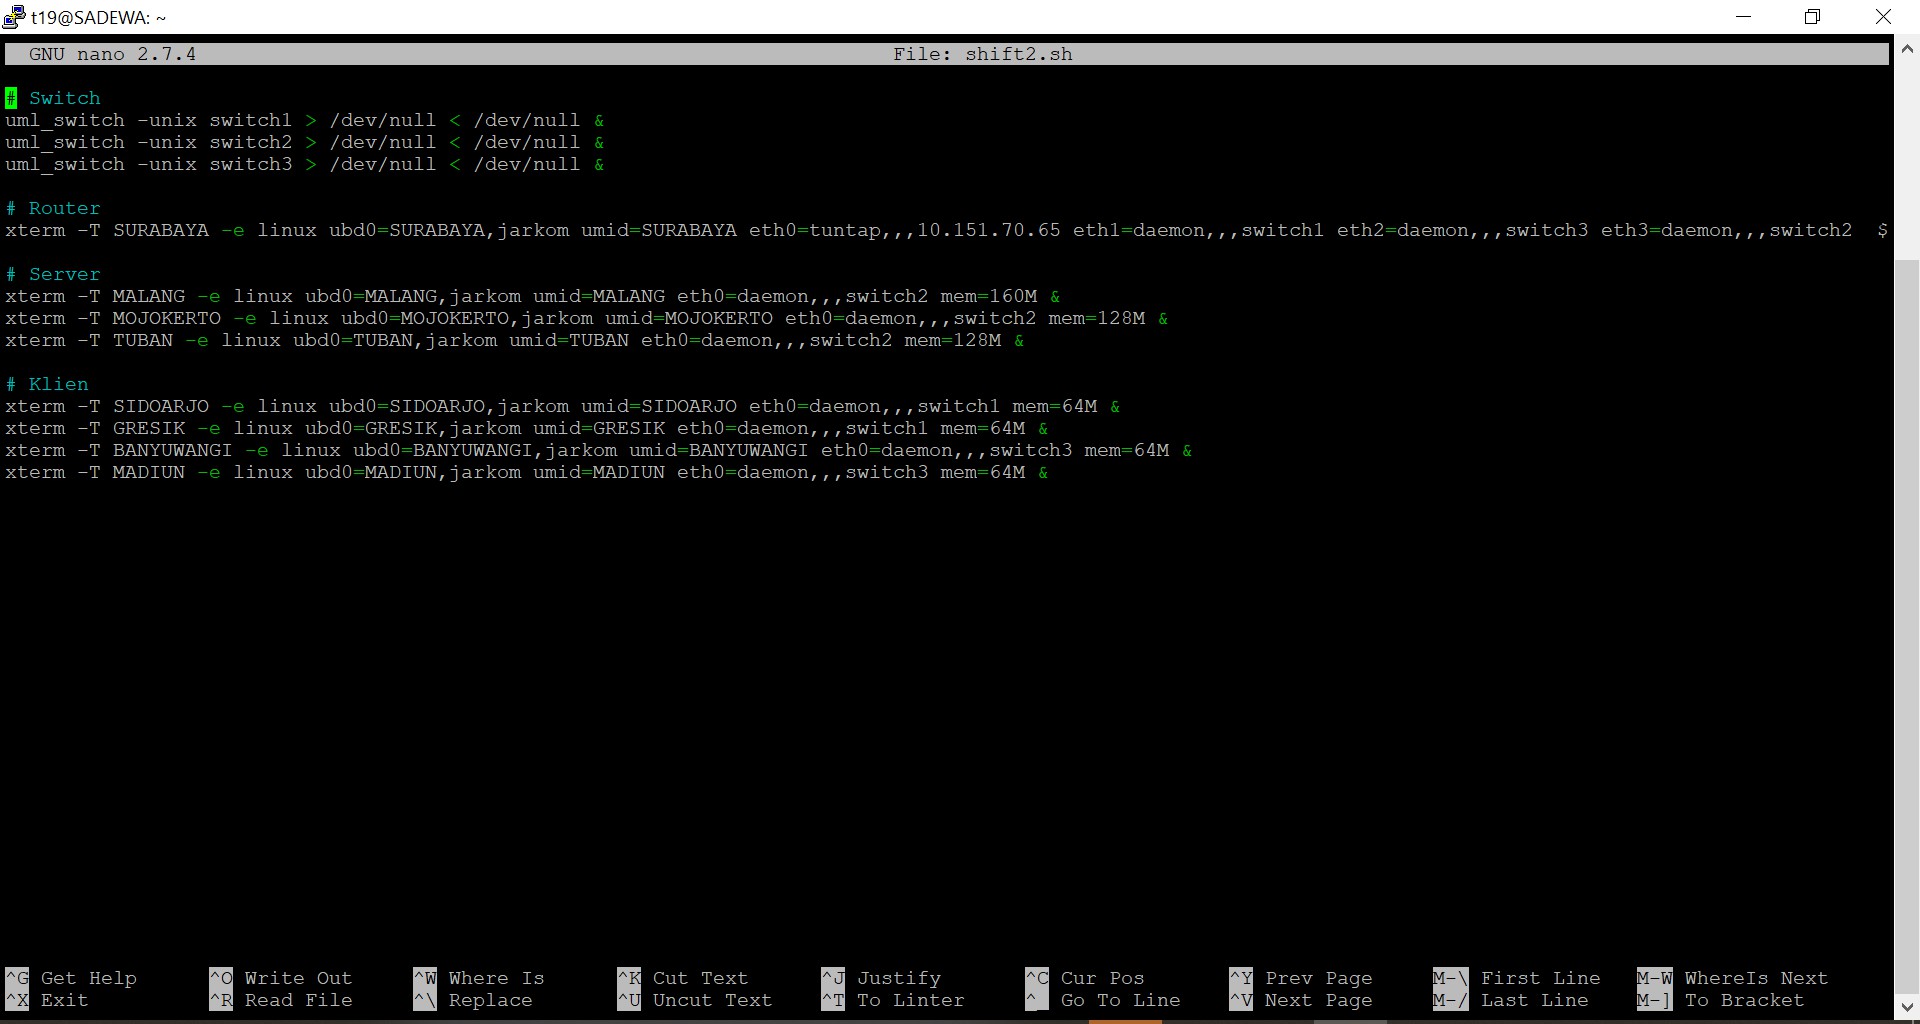 t19@SADEWA: ~
GNU nano 2.7.4 File: shift2.sh
# Switch
uml_switch -unix switch1 > /dev/null < /dev/null &
uml_switch -unix switch2 > /dev/null < /dev/null &
uml_switch -unix switch3 > /dev/null < /dev/null &
# Router
xterm -T SURABAYA -e linux ubd0=SURABAYA,jarkom umid=SURABAYA eth0=tuntap,,,10.151.70.65 eth1=daemon,,,switch1 eth2=daemon,,,switch3 eth3=daemon,,,switch2 $
# Server
xterm -T MALANG -e linux ubd0=MALANG,jarkom umid=MALANG eth0=daemon,,,switch2 mem=160M &
xterm -T MOJOKERTO -e linux ubd0=MOJOKERTO,jarkom umid=MOJOKERTO eth0=daemon,,,switch2 mem=128M &
xterm -T TUBAN -e linux ubd0=TUBAN,jarkom umid=TUBAN eth0=daemon,,,switch2 mem=128M &
# Klien
xterm -T SIDOARJO -e linux ubd0=SIDOARJO,jarkom umid=SIDOARJO eth0=daemon,,,switch1 mem=64M &
xterm -T GRESIK -e linux ubd0=GRESIK,jarkom umid=GRESIK eth0=daemon,,,switch1 mem=64M &
xterm -T BANYUWANGI -e linux ubd0=BANYUWANGI,jarkom umid=BANYUWANGI eth0=daemon,,,switch3 mem=64M &
xterm -T MADIUN -e linux ubd0=MADIUN,jarkom umid=MADIUN eth0=daemon,,,switch3 mem=64M &
^G Get Help ^O Write Out ^W Where Is ^K Cut Text ^J Justify ^C Cur Pos ^Y Prev Page M-\ First Line M-W WhereIs Next
^X Exit ^R Read File ^\ Replace ^U Uncut Text ^T To Linter ^_ Go To Line ^V Next Page M-/ Last Line M-] To Bracket